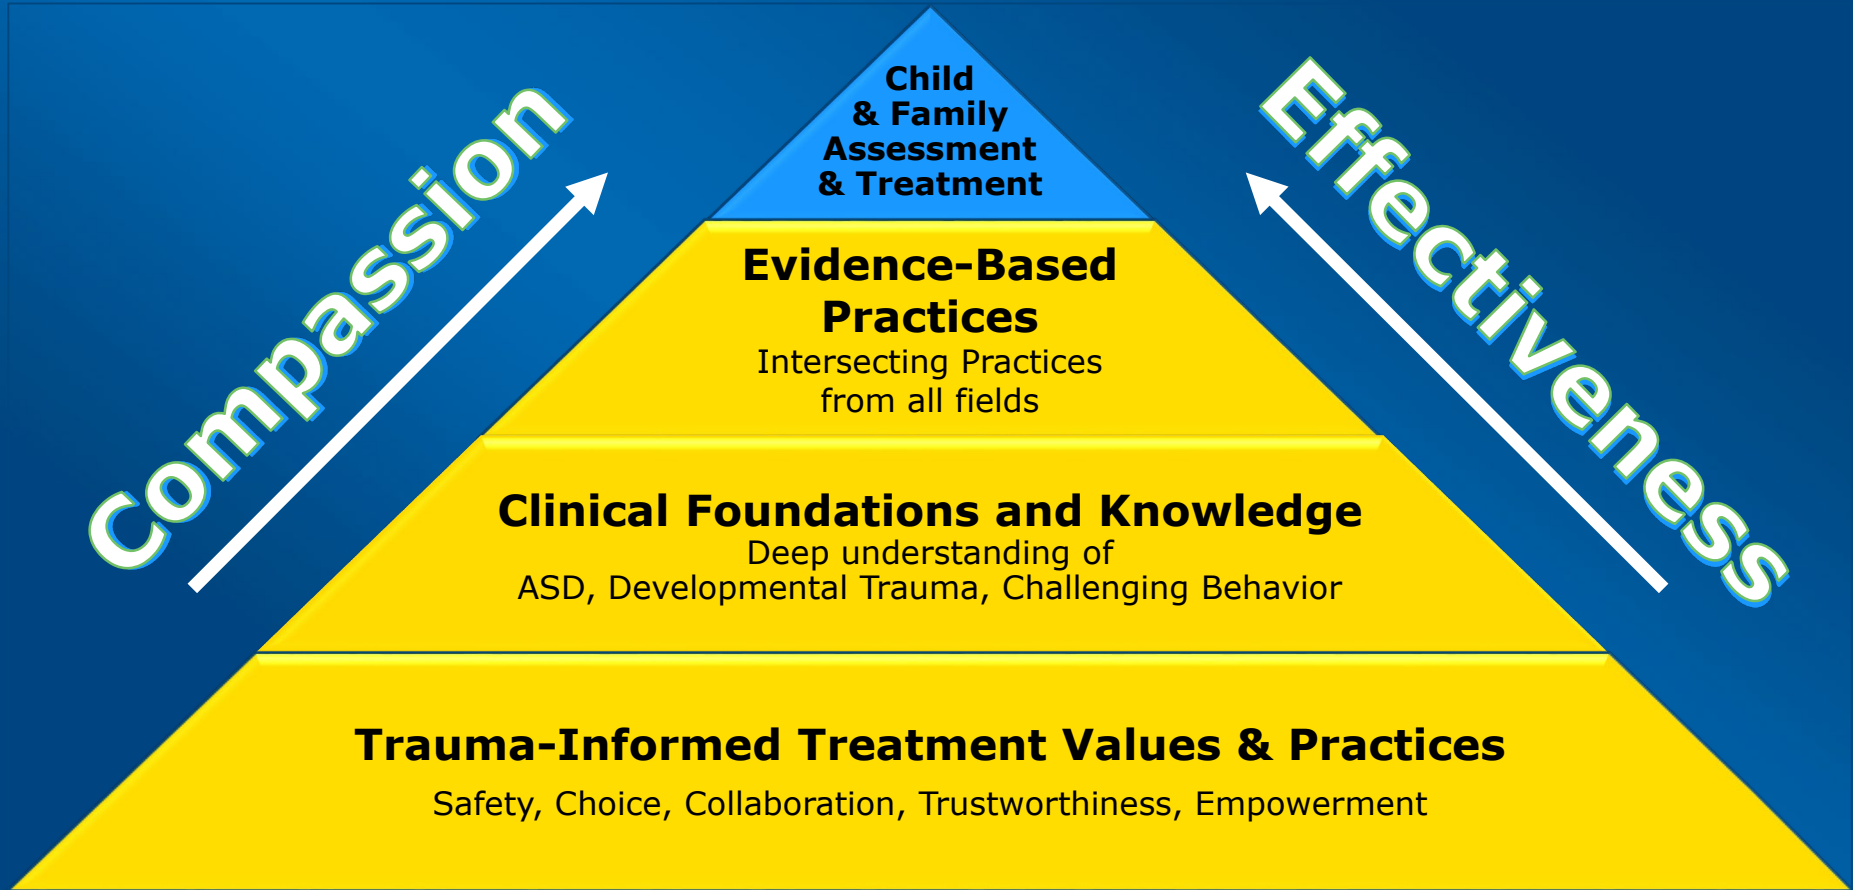 Compassion
Effectiveness
Child
& Family
Assessment
& Treatment
Evidence-Based
Practices
Intersecting Practices
from all fields
Clinical Foundations and Knowledge
Deep understanding of
ASD, Developmental Trauma, Challenging Behavior
Trauma-Informed Treatment Values & Practices
Safety, Choice, Collaboration, Trustworthiness, Empowerment